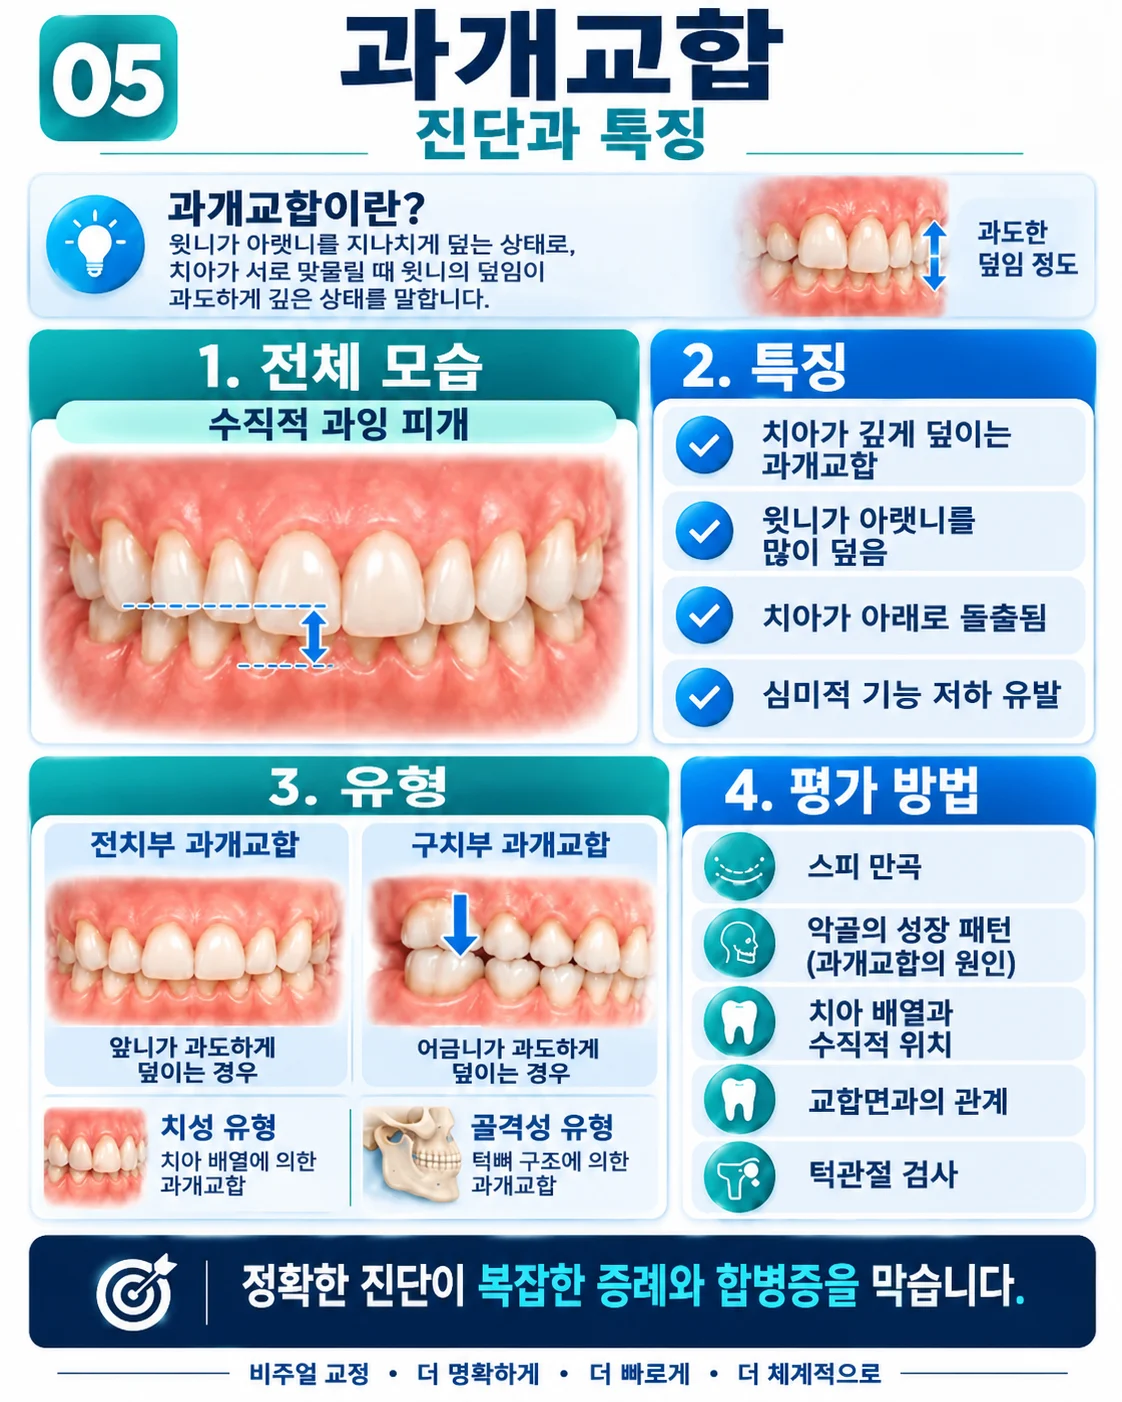 05
과개교합
진단과 특징
과개교합이란?
윗니가 아랫니를 지나치게 덮는 상태로,
치아가 서로 맞물릴 때 윗니의 덮임이
과도하게 깊은 상태를 말합니다.
과도한
덮임 정도
1. 전체 모습
수직적 과잉 피개
2. 특징
치아가 깊게 덮이는
과개교합
윗니가 아랫니를
많이 덮음
치아가 아래로 돌출됨
심미적 기능 저하 유발
3. 유형
전치부 과개교합
구치부 과개교합
앞니가 과도하게
덮이는 경우
어금니가 과도하게
덮이는 경우
치성 유형
치아 배열에 의한
과개교합
골격성 유형
턱뼈 구조에 의한
과개교합
4. 평가 방법
스피 만곡
악골의 성장 패턴
(과개교합의 원인)
치아 배열과
수직적 위치
교합면과의 관계
턱관절 검사
정확한 진단이 복잡한 증례와 합병증을 막습니다.
비주얼 교정 • 더 명확하게 • 더 빠로게 • 더 체계적으로